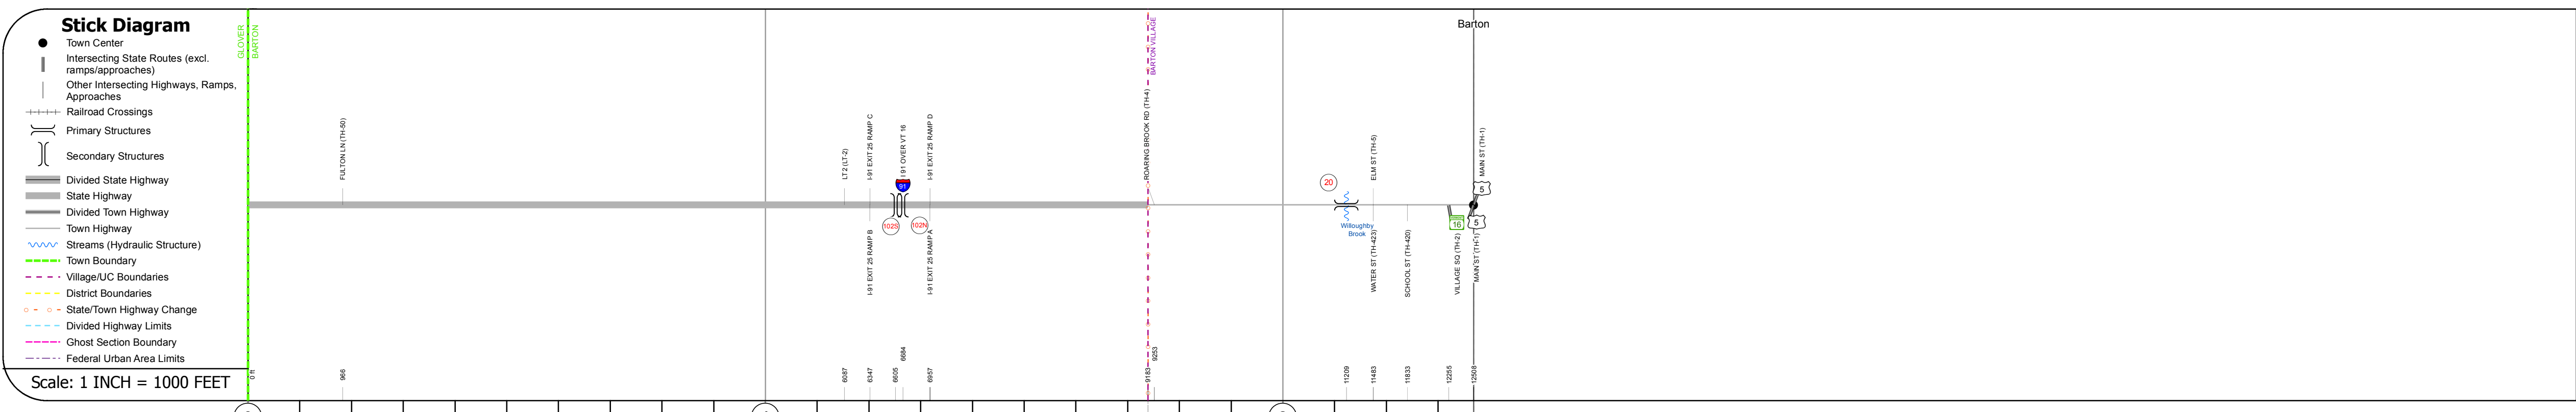 Stick Diagram
Town Center
Intersecting State Routes (excl.
ramps/approaches)
Other Intersecting Highways, Ramps,
Approaches
Railroad Crossings
Primary Structures
Secondary Structures
Divided State Highway
State Highway
Divided Town Highway
Town Highway
Streams (Hydraulic Structure)
Town Boundary
Village/UC Boundaries
District Boundaries
State/Town Highway Change
Divided Highway Limits
Ghost Section Boundary
Federal Urban Area Limits
Scale: 1 INCH = 1000 FEET
GLOVER
BARTON
FULTON LN (TH-50)
LT 2 (LT-2)
I-91 EXIT 25 RAMP C
I 91 OVER VT 16
I-91 EXIT 25 RAMP D
91
102S
102N
I-91 EXIT 25 RAMP B
I-91 EXIT 25 RAMP A
BARTON VILLAGE
ROARING BROOK RD (TH-4)
20
Willoughby
Brook
ELM ST (TH-5)
WATER ST (TH-423)
SCHOOL ST (TH-420)
Barton
MAIN ST (TH-1)
5
16
5
VILLAGE SQ (TH-2)
MAIN ST (TH-1)
0 ft
966
6087
6347
6605
6684
6957
9183
9253
11209
11483
11833
12255
12508